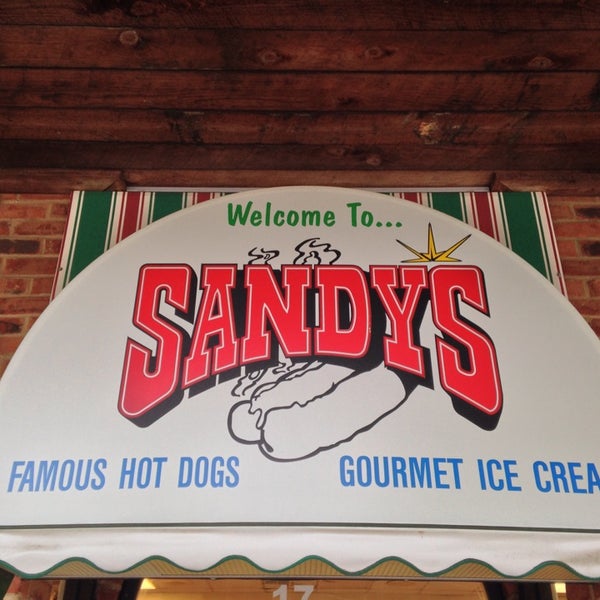 Welcome To...
SANDYS
FAMOUS HOT DOGS GOURMET ICE CREA
17